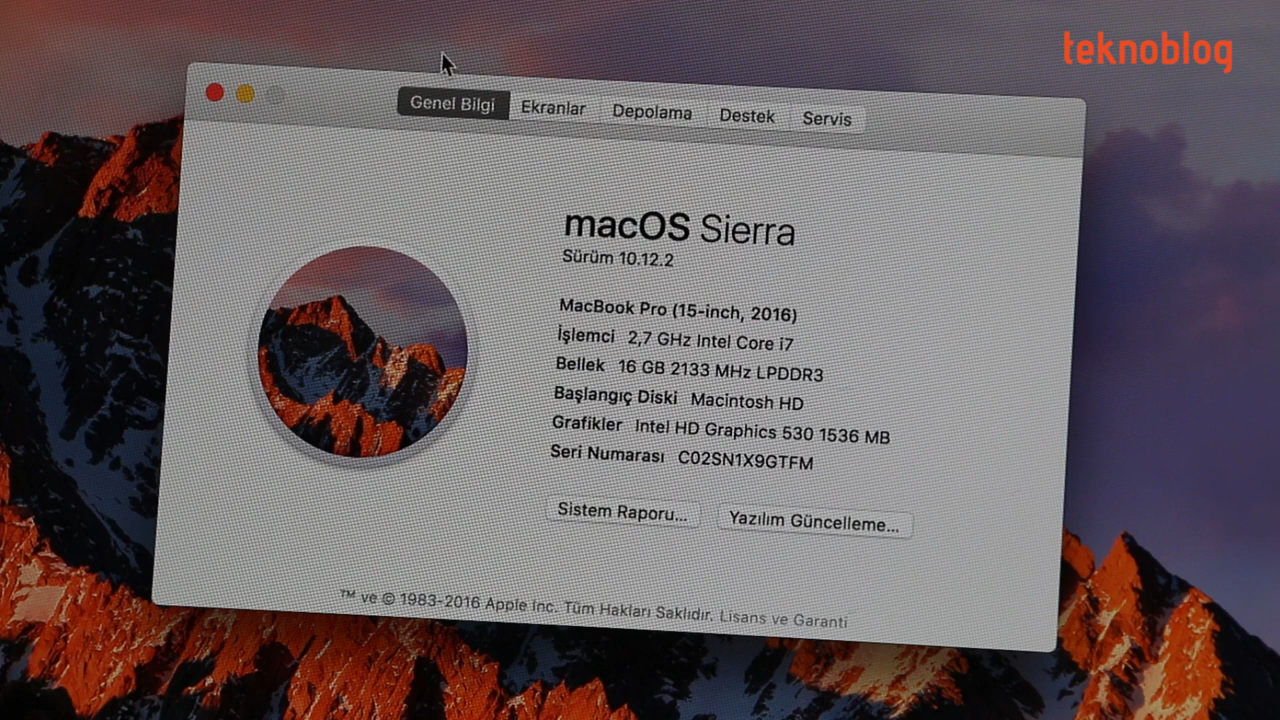 teknoblog
Genel Bilgi Ekranlar Depolama Destek Servis
macOS Sierra
Sürüm 10.12.2
MacBook Pro (15-inch, 2016)
İşlemci 2,7 GHz Intel Core i7
Bellek 16 GB 2133 MHz LPDDR3
Başlangıç Diski Macintosh HD
Grafikler Intel HD Graphics 530 1536 MB
Seri Numarası C02SN1X9GTFM
Sistem Raporu... Yazılım Güncelleme...
™ ve © 1983-2016 Apple Inc. Tüm Hakları Saklıdır. Lisans ve Garanti